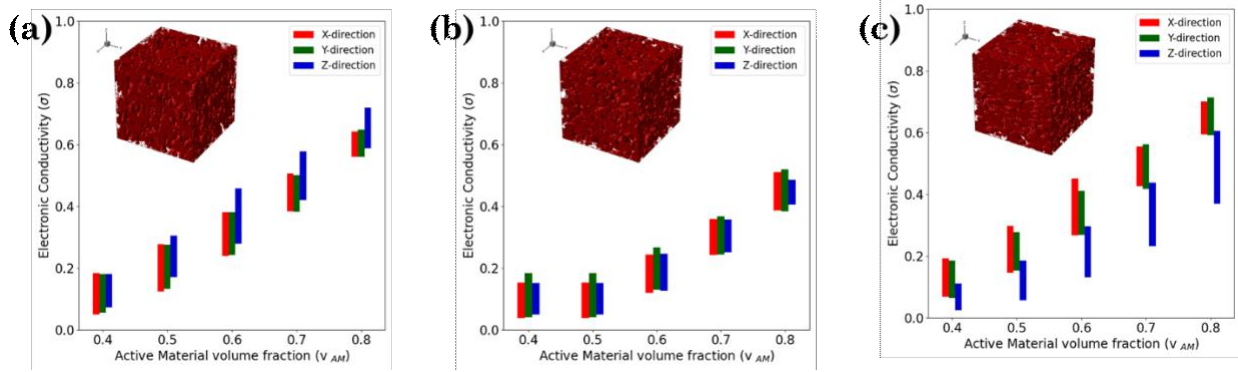 (a)
1.0
0.8
0.6
0.4
0.2
0.0
Electronic Conductivity (σ)
X-direction
Y-direction
Z-direction
0.4 0.5 0.6 0.7 0.8
Active Material volume fraction (v AM)
(b)
1.0
0.8
0.6
0.4
0.2
0.0
Electronic Conductivity (σ)
X-direction
Y-direction
Z-direction
0.4 0.5 0.6 0.7 0.8
Active Material volume fraction (v AM)
(c)
1.0
0.8
0.6
0.4
0.2
0.0
Electronic Conductivity (σ)
X-direction
Y-direction
Z-direction
0.4 0.5 0.6 0.7 0.8
Active Material volume fraction (v AM)